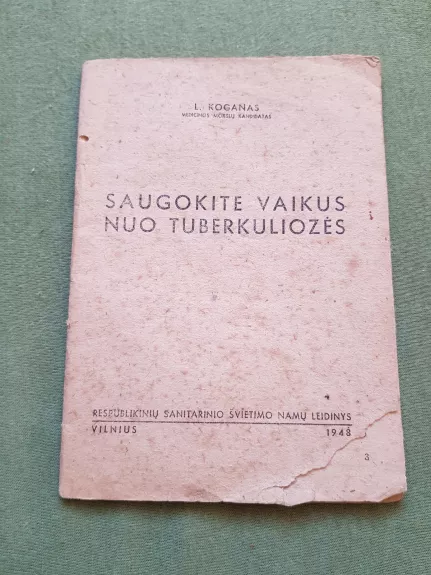 L. KOGANAS
MEDICINOS MOKSLŲ KANDIDATAS
SAUGOKITE VAIKUS
NUO TUBERKULIOZĖS
RESPUBLIKINIŲ SANITARINIO ŠVIETIMO NAMŲ LEIDINYS
VILNIUS 1948
3